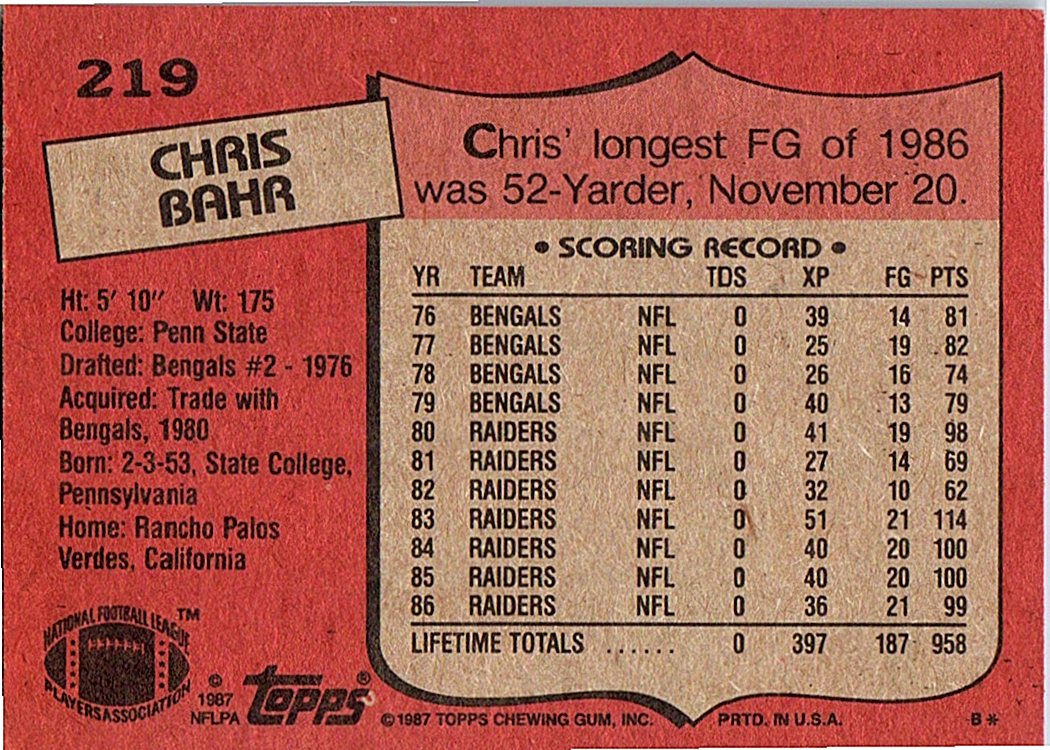 219
CHRIS
BAHR
Chris' longest FG of 1986
was 52-Yarder, November 20.
• SCORING RECORD •
YR TEAM TDS XP FG PTS
76 BENGALS NFL 0 39 14 81
77 BENGALS NFL 0 25 19 82
78 BENGALS NFL 0 26 16 74
79 BENGALS NFL 0 40 13 79
80 RAIDERS NFL 0 41 19 98
81 RAIDERS NFL 0 27 14 69
82 RAIDERS NFL 0 32 10 62
83 RAIDERS NFL 0 51 21 114
84 RAIDERS NFL 0 40 20 100
85 RAIDERS NFL 0 40 20 100
86 RAIDERS NFL 0 36 21 99
LIFETIME TOTALS ...... 0 397 187 958
Ht: 5' 10" Wt: 175
College: Penn State
Drafted: Bengals #2 - 1976
Acquired: Trade with
Bengals, 1980
Born: 2-3-53, State College,
Pennsylvania
Home: Rancho Palos
Verdes, California
NATIONAL FOOTBALL LEAGUE ™
PLAYERS ASSOCIATION
©
1987
NFLPA
topps®
© 1987 TOPPS CHEWING GUM, INC. PRTD. IN U.S.A. B*